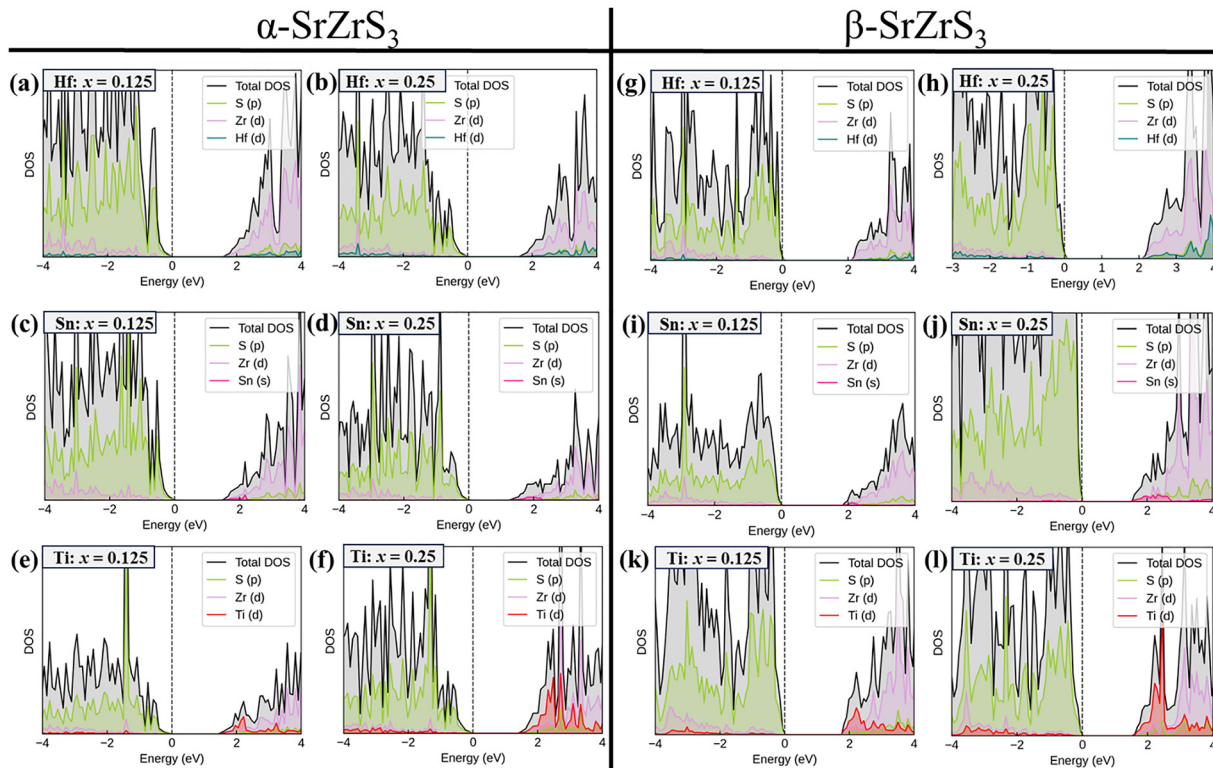 α-SrZrS3
β-SrZrS3
(a)
Hf: x = 0.125
Total DOS
S (p)
Zr (d)
Hf (d)
DOS
−4 −2 0 2 4
Energy (eV)
(b)
Hf: x = 0.25
Total DOS
S (p)
Zr (d)
Hf (d)
DOS
−4 −2 0 2 4
Energy (eV)
(g)
Hf: x = 0.125
Total DOS
S (p)
Zr (d)
Hf (d)
DOS
−4 −2 0 2 4
Energy (eV)
(h)
Hf: x = 0.25
Total DOS
S (p)
Zr (d)
Hf (d)
DOS
−3 −2 −1 0 1 2 3 4
Energy (eV)
(c)
Sn: x = 0.125
Total DOS
S (p)
Zr (d)
Sn (s)
DOS
−4 −2 0 2 4
Energy (eV)
(d)
Sn: x = 0.25
Total DOS
S (p)
Zr (d)
Sn (s)
DOS
−4 −2 0 2 4
Energy (eV)
(i)
Sn: x = 0.125
Total DOS
S (p)
Zr (d)
Sn (s)
DOS
−4 −2 0 2 4
Energy (eV)
(j)
Sn: x = 0.25
Total DOS
S (p)
Zr (d)
Sn (s)
DOS
−4 −2 0 2 4
Energy (eV)
(e)
Ti: x = 0.125
Total DOS
S (p)
Zr (d)
Ti (d)
DOS
−4 −2 0 2 4
Energy (eV)
(f)
Ti: x = 0.25
Total DOS
S (p)
Zr (d)
Ti (d)
DOS
−4 −2 0 2 4
Energy (eV)
(k)
Ti: x = 0.125
Total DOS
S (p)
Zr (d)
Ti (d)
DOS
−4 −2 0 2 4
Energy (eV)
(l)
Ti: x = 0.25
Total DOS
S (p)
Zr (d)
Ti (d)
DOS
−4 −2 0 2 4
Energy (eV)